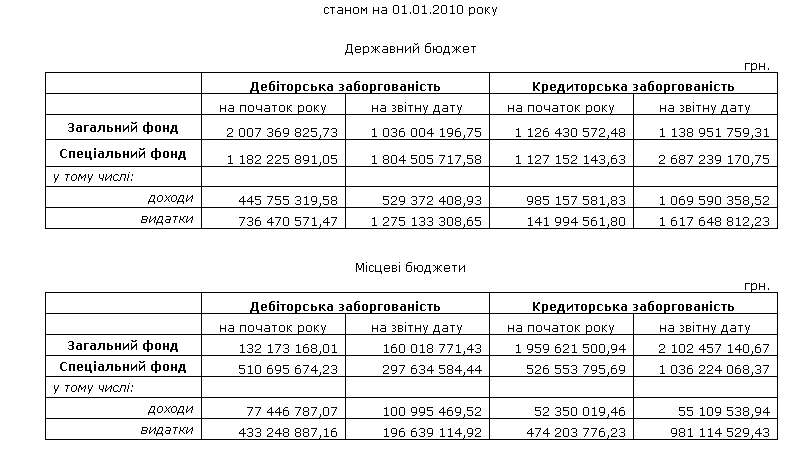 станом на 01.01.2010 року
Державний бюджет
грн.
Дебіторська заборгованість Кредиторська заборгованість
на початок року на звітну дату на початок року на звітну дату
Загальний фонд 2 007 369 825,73 1 036 004 196,75 1 126 430 572,48 1 138 951 759,31
Спеціальний фонд 1 182 225 891,05 1 804 505 717,58 1 127 152 143,63 2 687 239 170,75
у тому числі:
доходи 445 755 319,58 529 372 408,93 985 157 581,83 1 069 590 358,52
видатки 736 470 571,47 1 275 133 308,65 141 994 561,80 1 617 648 812,23
Місцеві бюджети
грн.
Дебіторська заборгованість Кредиторська заборгованість
на початок року на звітну дату на початок року на звітну дату
Загальний фонд 132 173 168,01 160 018 771,43 1 959 621 500,94 2 102 457 140,67
Спеціальний фонд 510 695 674,23 297 634 584,44 526 553 795,69 1 036 224 068,37
у тому числі:
доходи 77 446 787,07 100 995 469,52 52 350 019,46 55 109 538,94
видатки 433 248 887,16 196 639 114,92 474 203 776,23 981 114 529,43